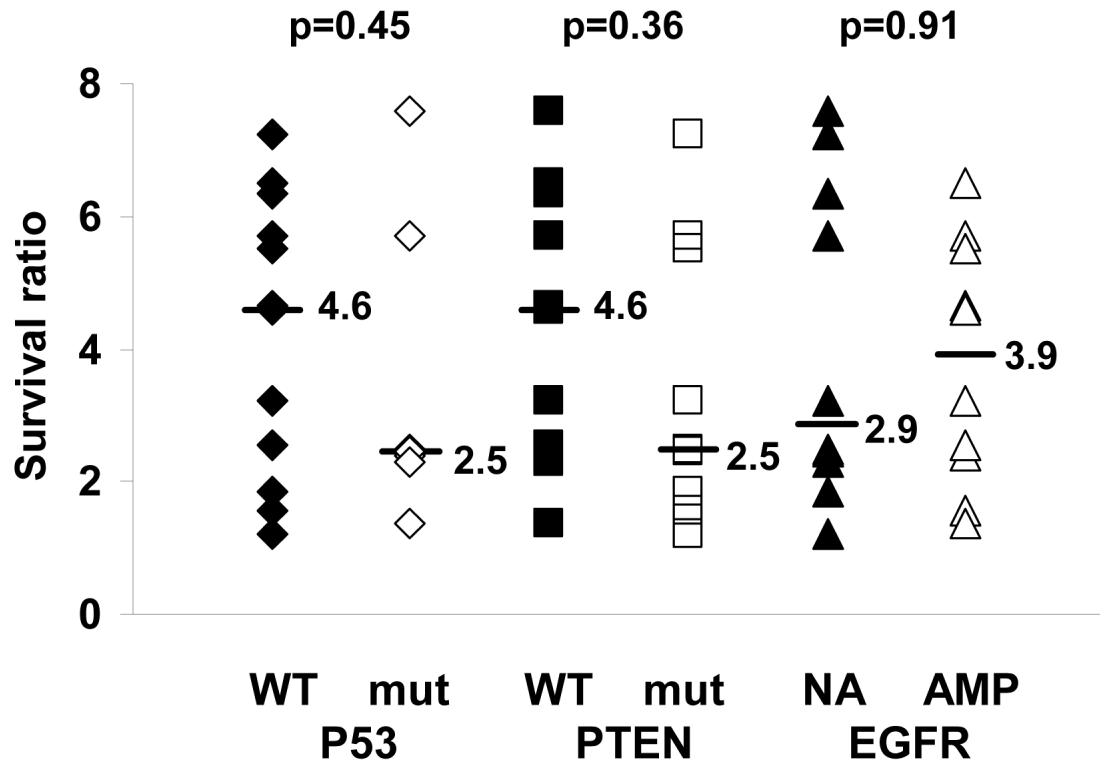 p=0.45 p=0.36 p=0.91
8
6
4
2
0
Survival ratio
4.6 4.6
3.9
2.9
2.5 2.5
WT mut WT mut NA AMP
P53 PTEN EGFR